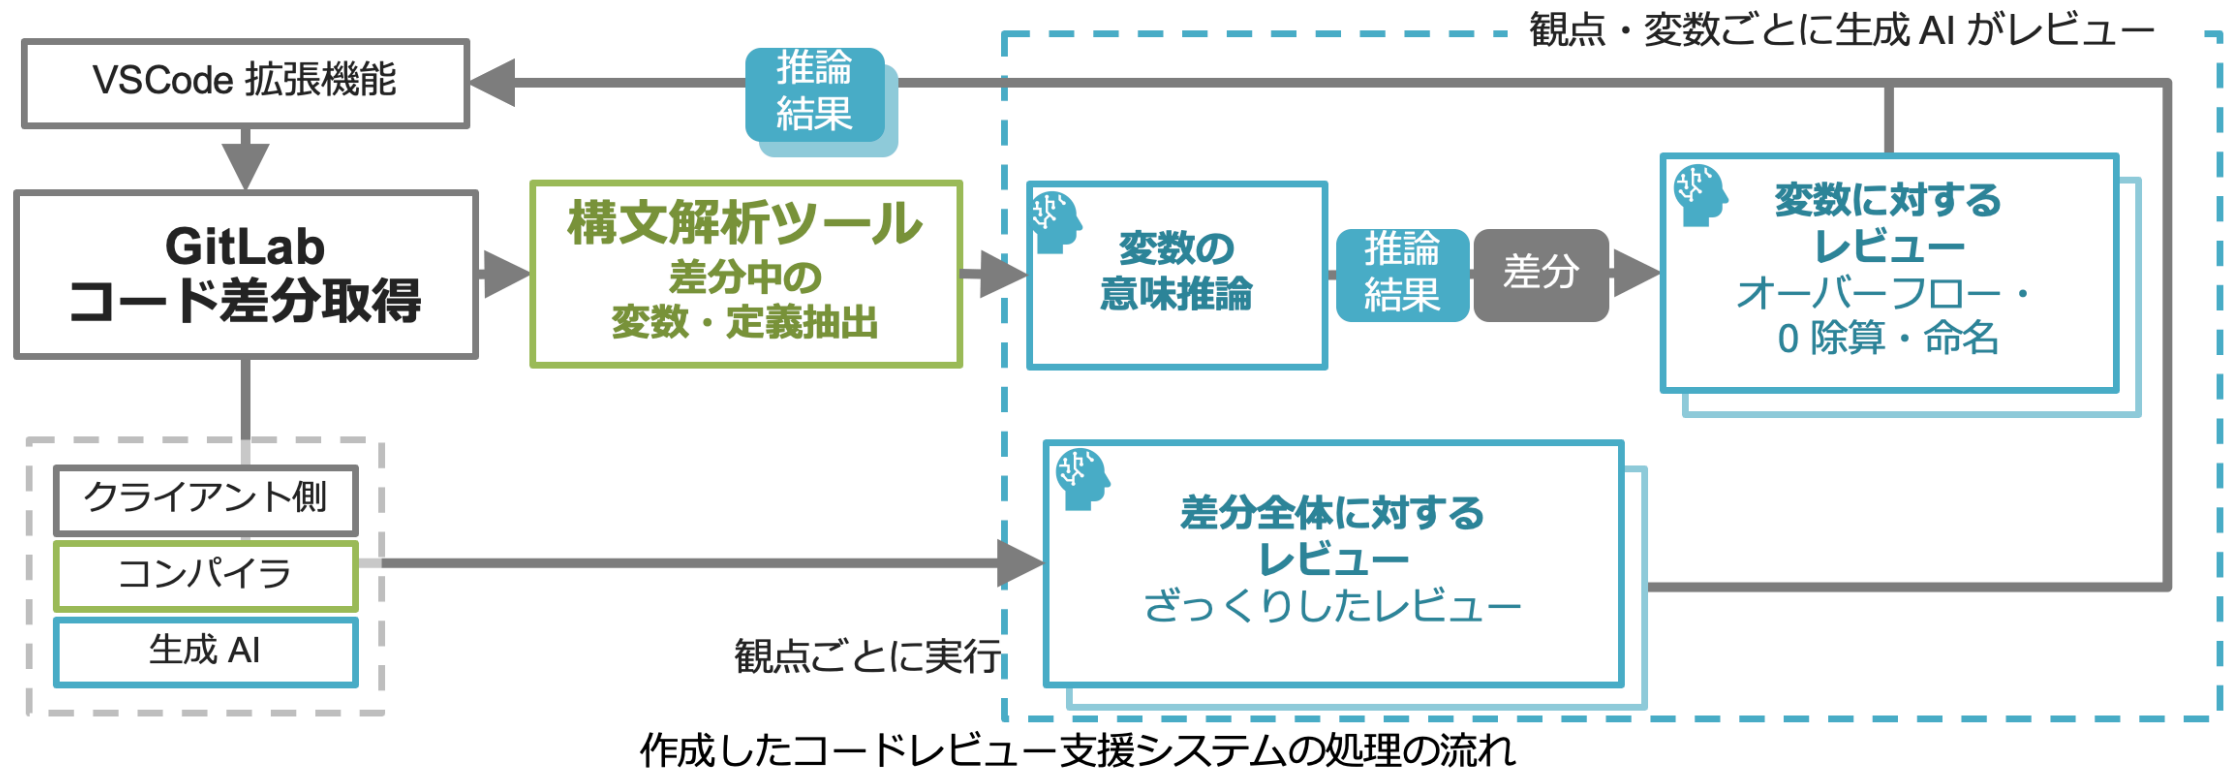 観点・変数ごとに生成 AI がレビュー
VSCode 拡張機能
推論
結果
GitLab
コード差分取得
構文解析ツール
差分中の
変数・定義抽出
変数の
意味推論
推論
結果
差分
変数に対する
レビュー
オーバーフロー・
0 除算・命名
クライアント側
コンパイラ
生成 AI
差分全体に対する
レビュー
ざっくりしたレビュー
観点ごとに実行
作成したコードレビュー支援システムの処理の流れ